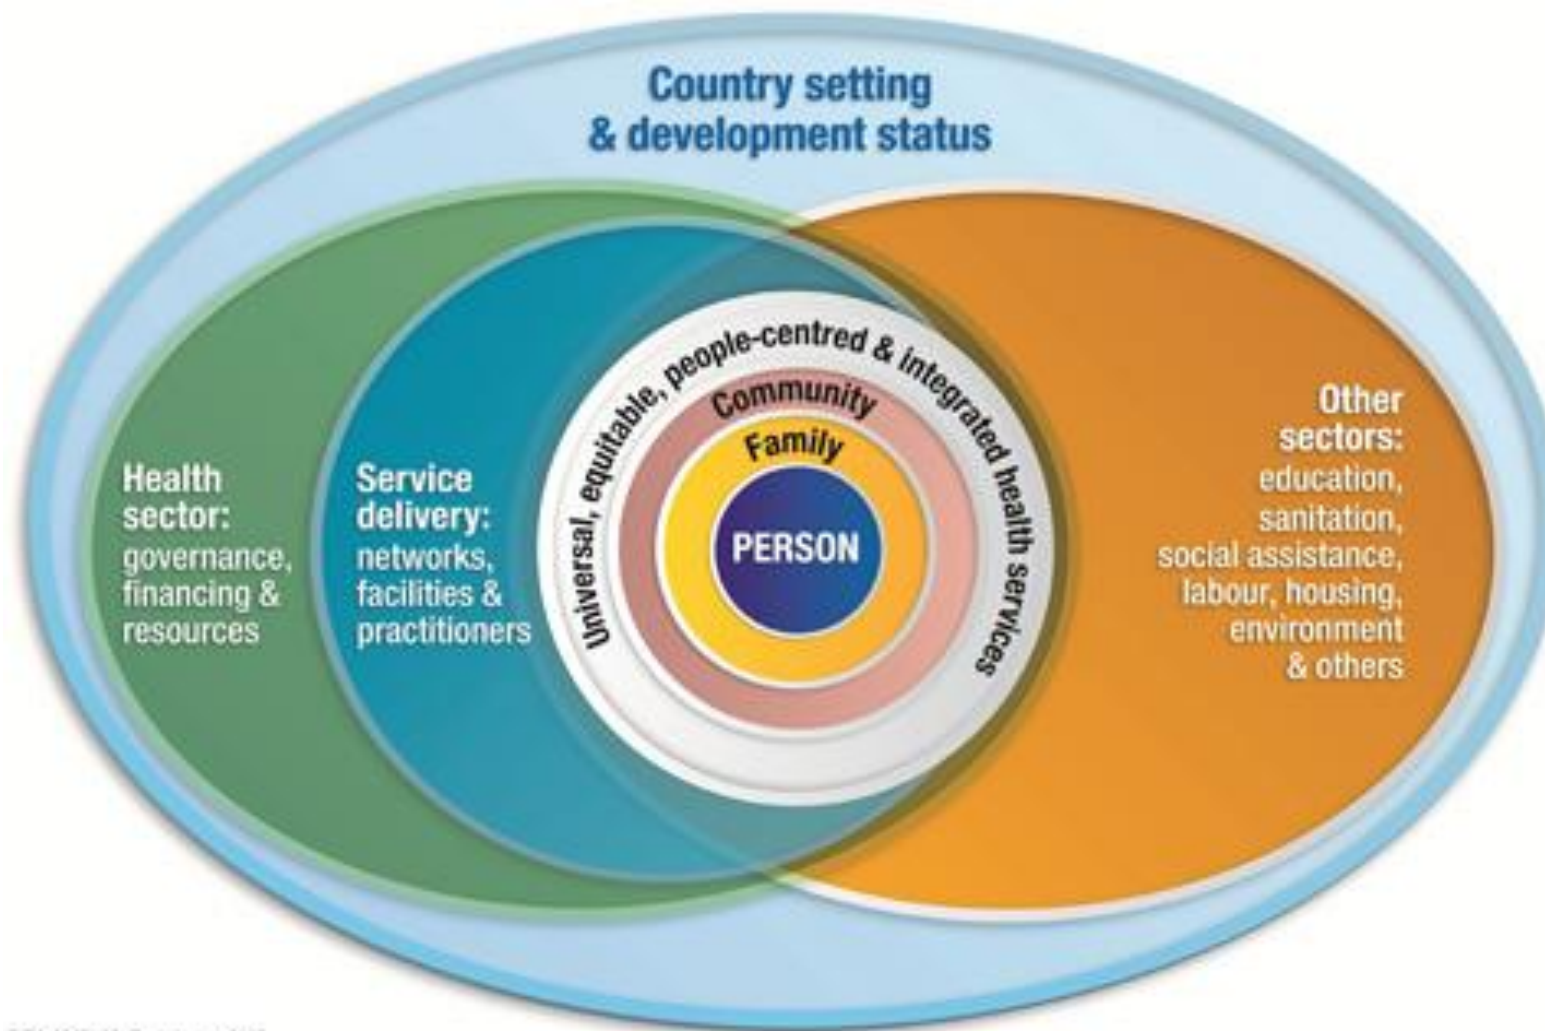 Country setting
& development status
Universal, equitable, people-centred & integrated health services
Community
Family
PERSON
Health
sector:
governance,
financing &
resources
Service
delivery:
networks,
facilities &
practitioners
Other
sectors:
education,
sanitation,
social assistance,
labour, housing,
environment
& others